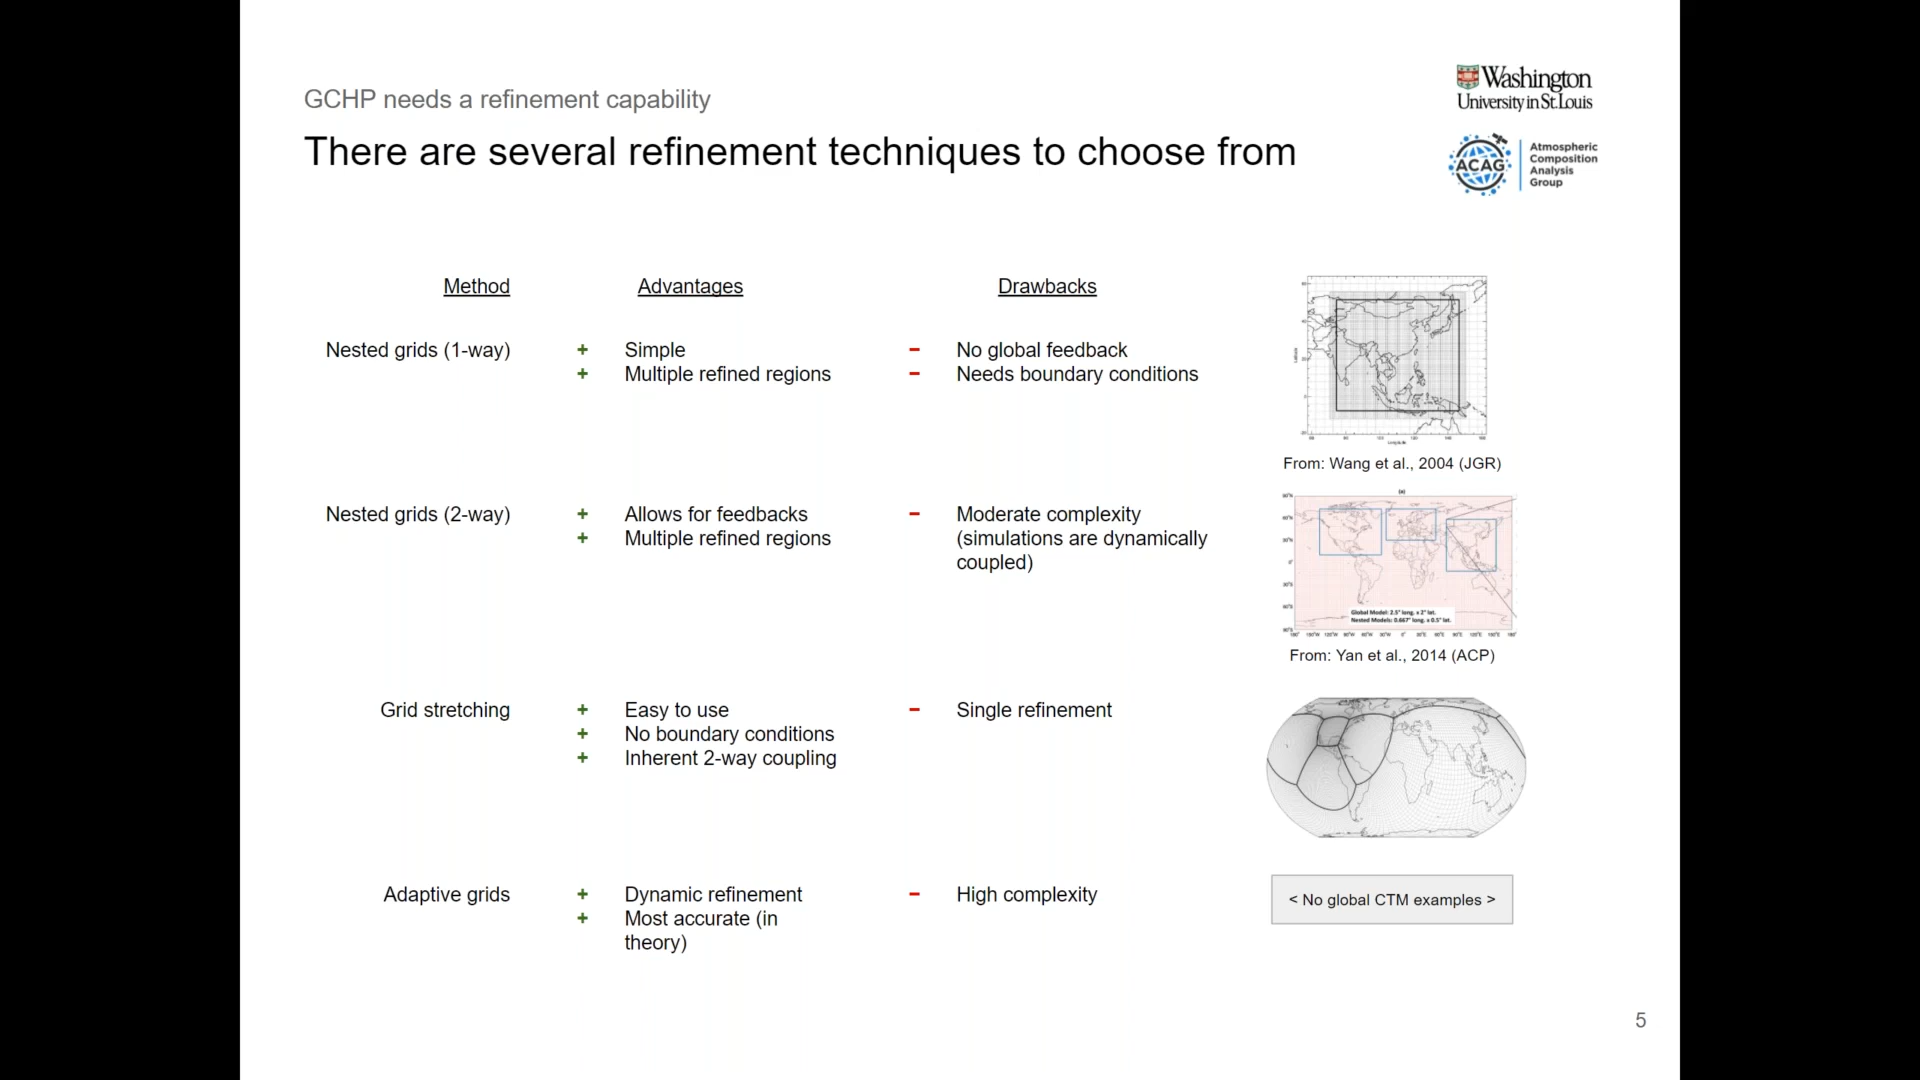 GCHP needs a refinement capability
There are several refinement techniques to choose from
Washington
University in St. Louis
ACAG
Atmospheric
Composition
Analysis
Group
Method
Advantages
Drawbacks
Nested grids (1-way)
+ Simple
+ Multiple refined regions
− No global feedback
− Needs boundary conditions
From: Wang et al., 2004 (JGR)
Nested grids (2-way)
+ Allows for feedbacks
+ Multiple refined regions
− Moderate complexity
(simulations are dynamically
coupled)
(a)
Global Model: 2.5° long. x 2° lat.
Nested Models: 0.667° long. x 0.5° lat.
From: Yan et al., 2014 (ACP)
Grid stretching
+ Easy to use
+ No boundary conditions
+ Inherent 2-way coupling
− Single refinement
Adaptive grids
+ Dynamic refinement
+ Most accurate (in
theory)
− High complexity
< No global CTM examples >
5